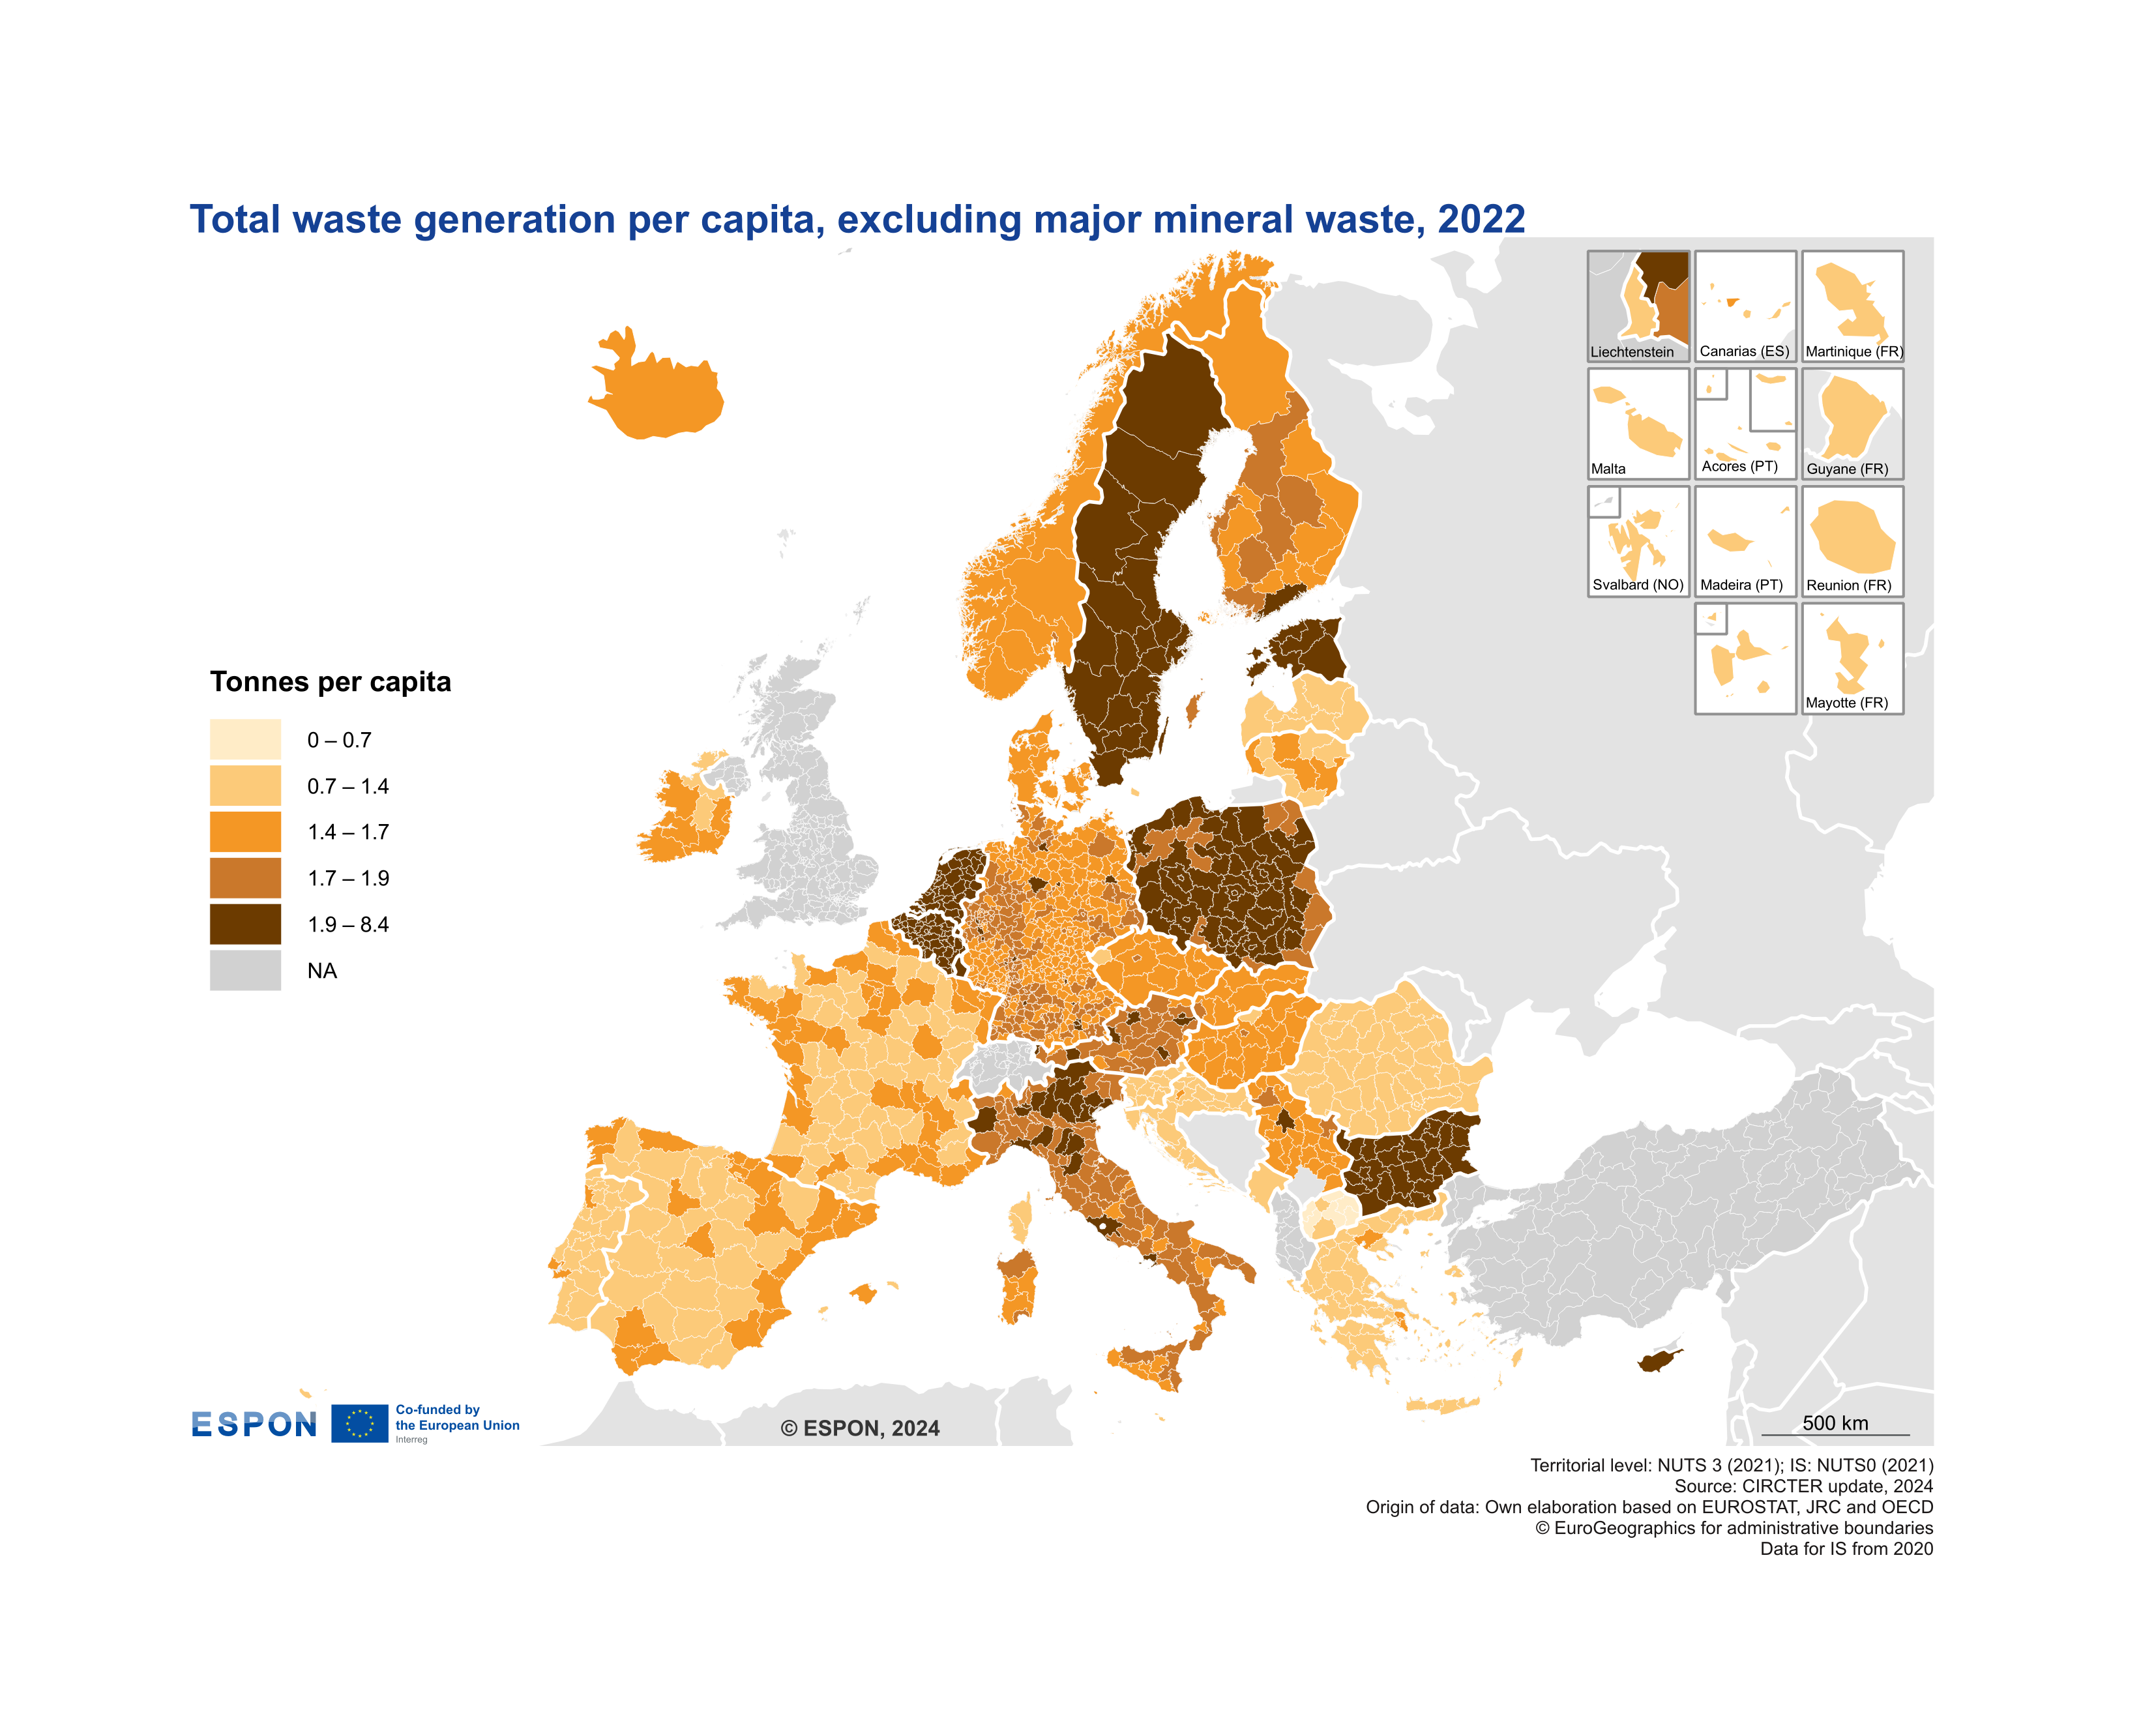 Total waste generation per capita, excluding major mineral waste, 2022
Liechtenstein
Canarias (ES)
Martinique (FR)
Malta
Acores (PT)
Guyane (FR)
Svalbard (NO)
Madeira (PT)
Reunion (FR)
Mayotte (FR)
Tonnes per capita
0 – 0.7
0.7 – 1.4
1.4 – 1.7
1.7 – 1.9
1.9 – 8.4
NA
ESPON
Co-funded by
the European Union
Interreg
© ESPON, 2024
500 km
Territorial level: NUTS 3 (2021); IS: NUTS0 (2021)
Source: CIRCTER update, 2024
Origin of data: Own elaboration based on EUROSTAT, JRC and OECD
© EuroGeographics for administrative boundaries
Data for IS from 2020